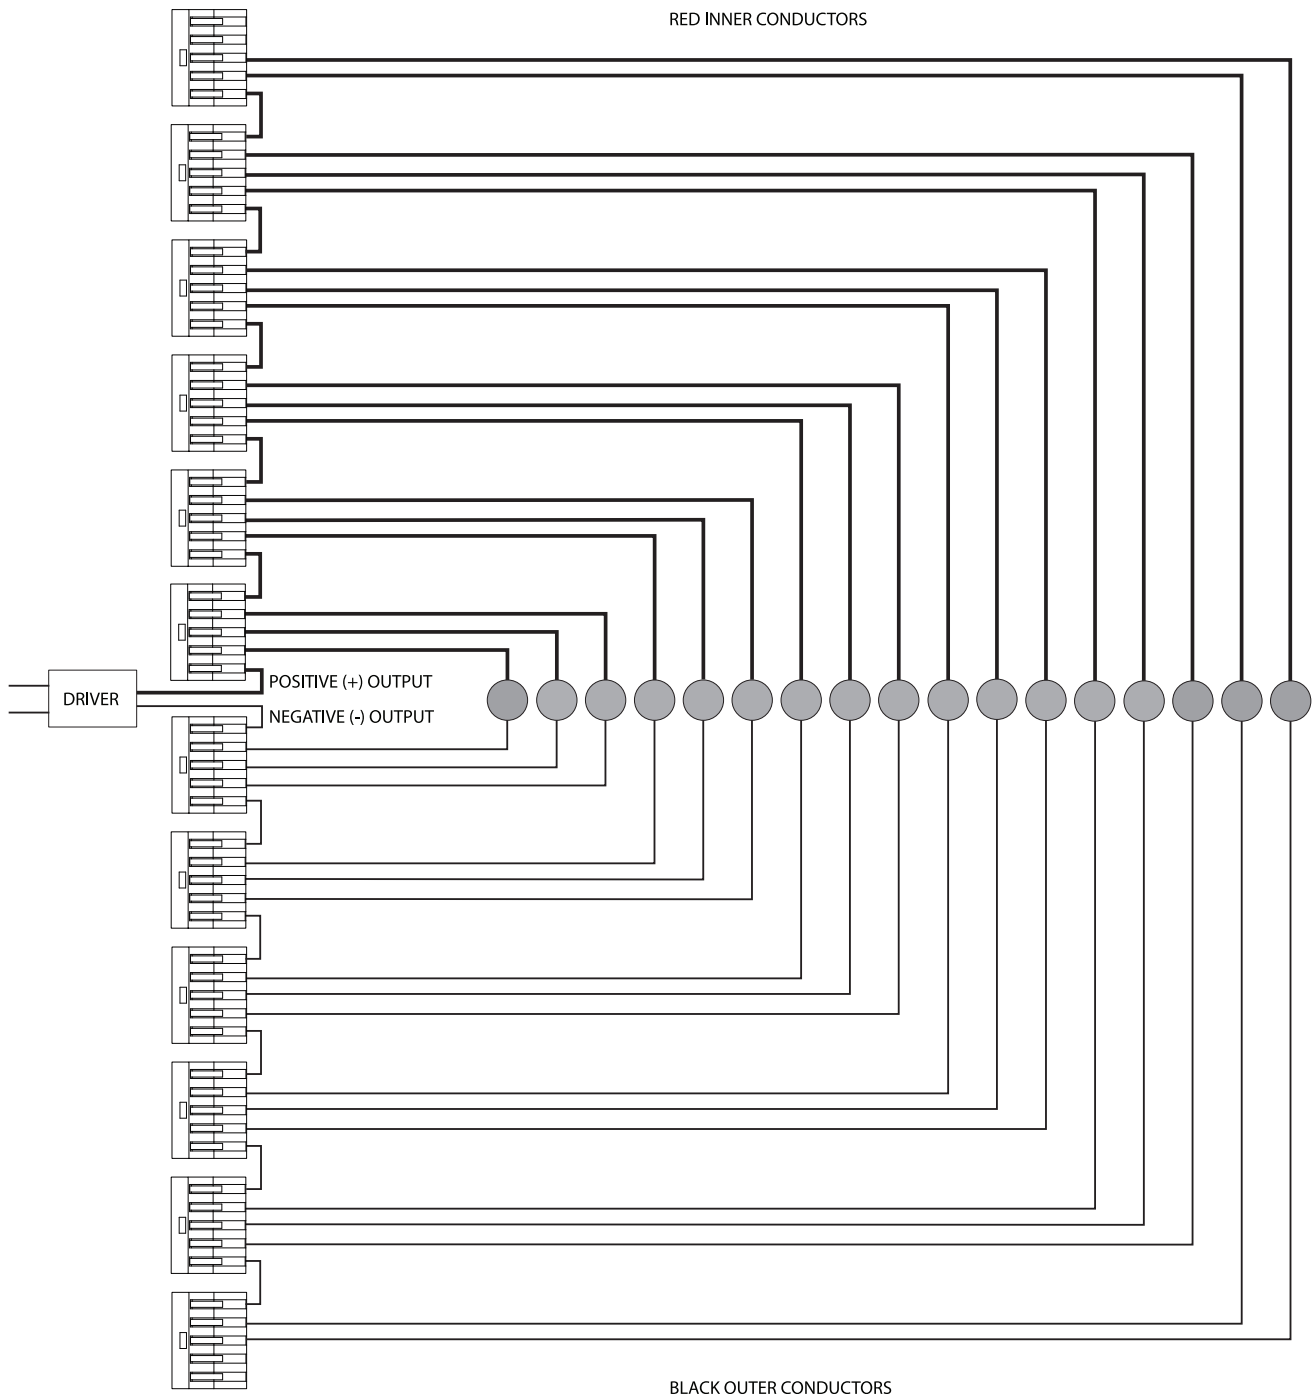 RED INNER CONDUCTORS
POSITIVE (+) OUTPUT
DRIVER
NEGATIVE (-) OUTPUT
BLACK OUTER CONDUCTORS